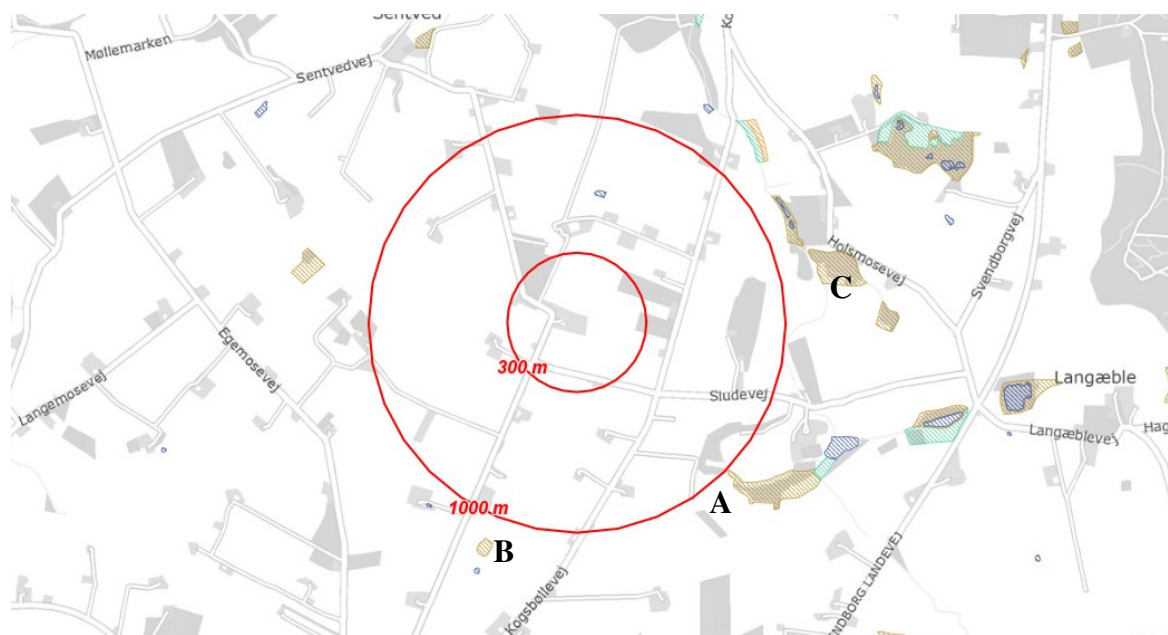 Sentved
Møllemarken
Sentvedvej
Svendborgvej
Holsmosevej
C
Egemosevej
300 m
Langemosevej
Sludevej
Langæble
Langæblevej
1000 m
A
B
Kogsbøllevej